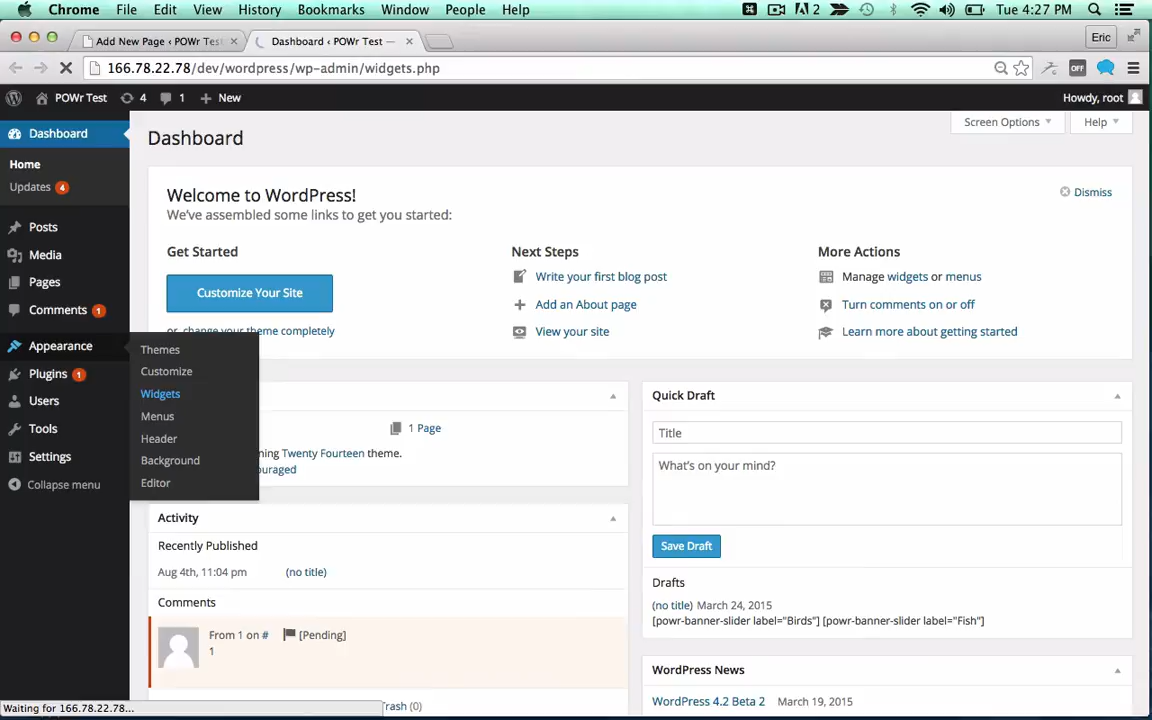 Chrome File Edit View History Bookmarks Window People Help
2 Tue 4:27 PM
Add New Page ‹ POWr Test
Dashboard ‹ POWr Test —
Eric
166.78.22.78/dev/wordpress/wp-admin/widgets.php
OFF
POWr Test 4 1 + New
Howdy, root
Dashboard
Home
Updates 4
Posts
Media
Pages
Comments 1
Appearance
Plugins 1
Users
Tools
Settings
Collapse menu
Themes
Customize
Widgets
Menus
Header
Background
Editor
Dashboard
Screen Options
Help
Welcome to WordPress!
We've assembled some links to get you started:
Dismiss
Get Started
Customize Your Site
or, change your theme completely
Next Steps
Write your first blog post
Add an About page
View your site
More Actions
Manage widgets or menus
Turn comments on or off
Learn more about getting started
1 Page
ning Twenty Fourteen theme.
ouraged
Activity
Recently Published
Aug 4th, 11:04 pm (no title)
Comments
From 1 on # [Pending]
1
Trash (0)
Quick Draft
Title
What's on your mind?
Save Draft
Drafts
(no title) March 24, 2015
[powr-banner-slider label="Birds"] [powr-banner-slider label="Fish"]
WordPress News
WordPress 4.2 Beta 2 March 19, 2015
Waiting for 166.78.22.78...